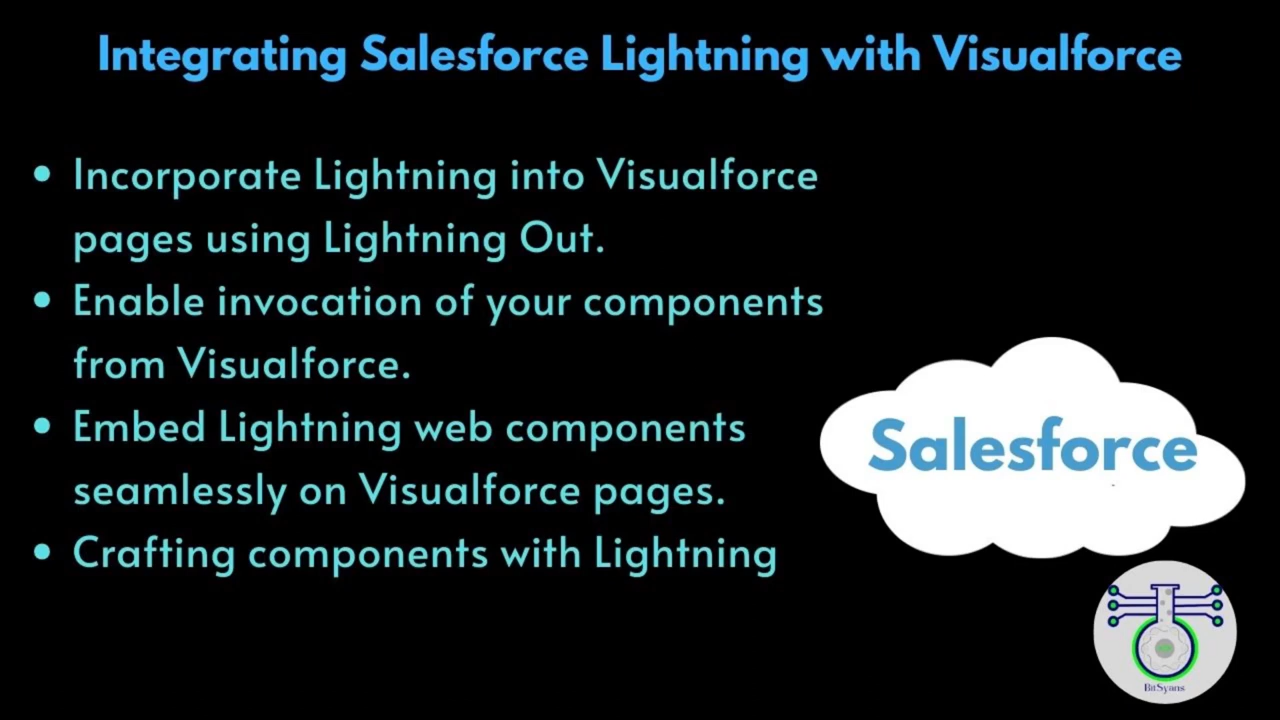 Integrating Salesforce Lightning with Visualforce
• Incorporate Lightning into Visualforce
pages using Lightning Out.
• Enable invocation of your components
from Visualforce.
• Embed Lightning web components
seamlessly on Visualforce pages.
• Crafting components with Lightning
Salesforce
BitSyans